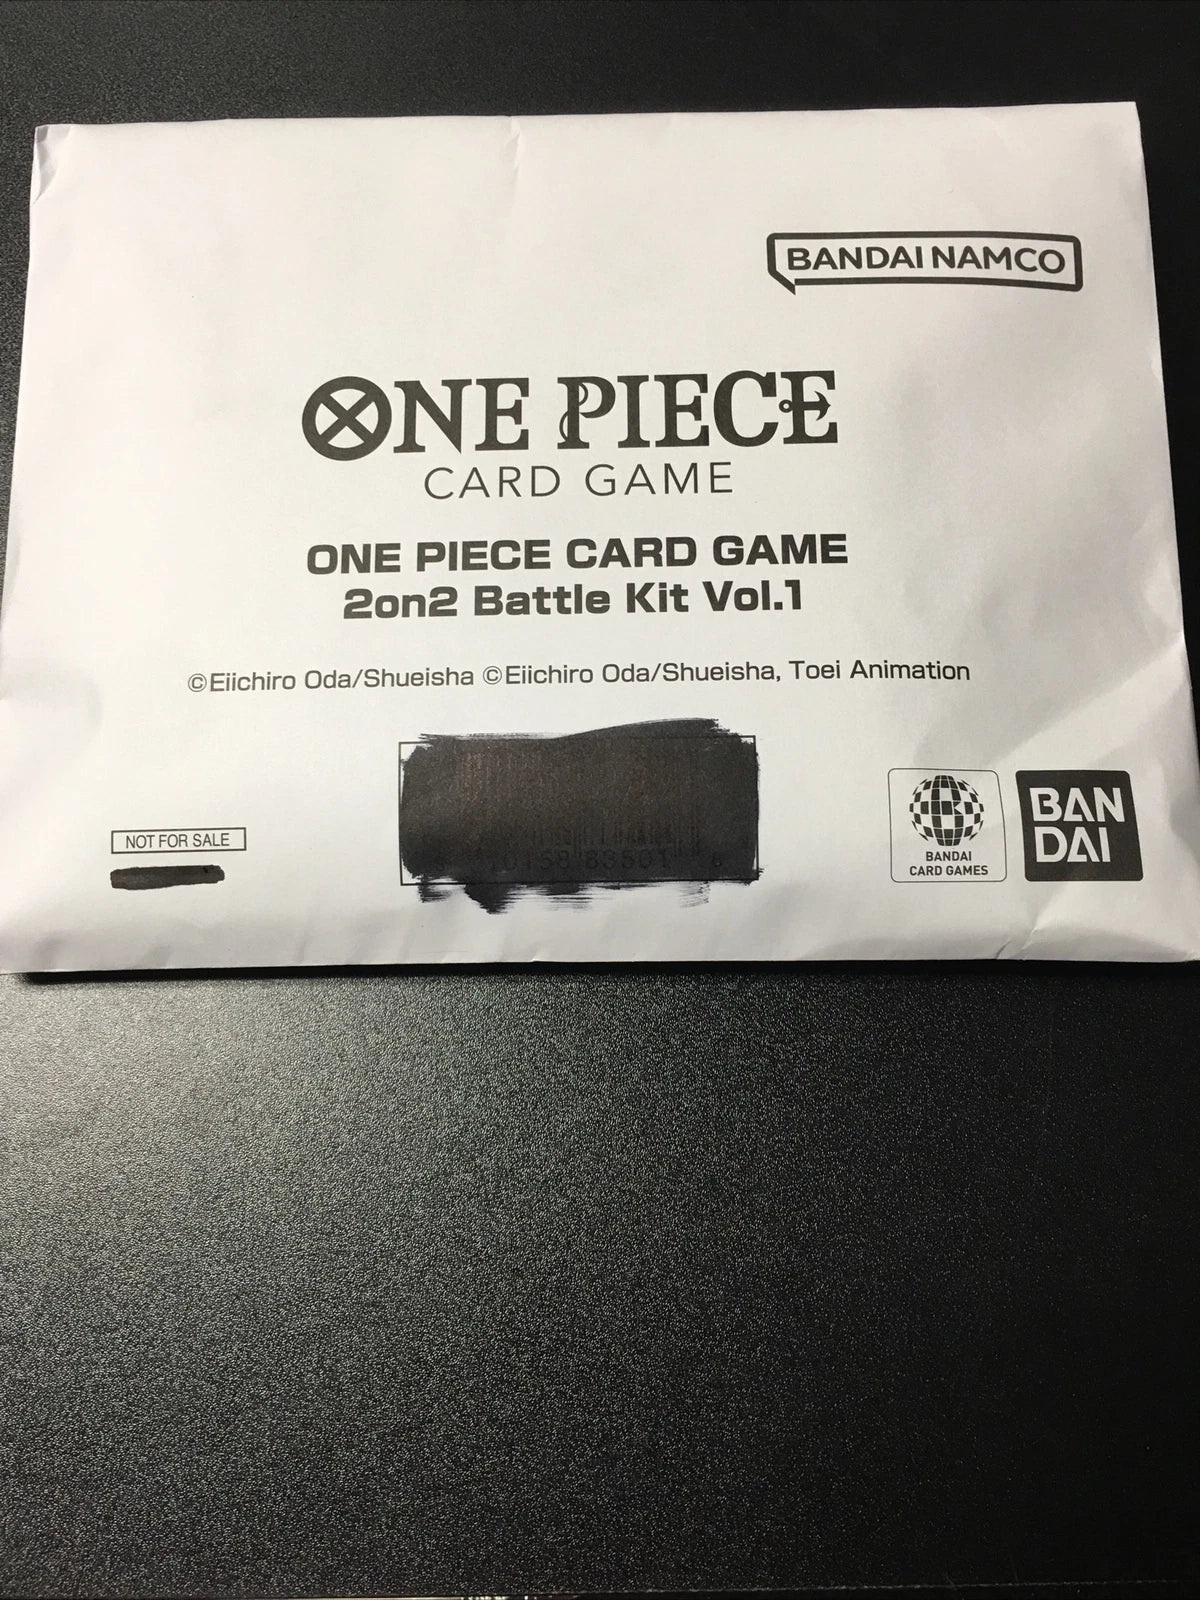 BANDAI NAMCO
ONE PIECE
CARD GAME
ONE PIECE CARD GAME
2on2 Battle Kit Vol.1
©Eiichiro Oda/Shueisha ©Eiichiro Oda/Shueisha, Toei Animation
NOT FOR SALE
BANDAI
CARD GAMES
BAN
DAI